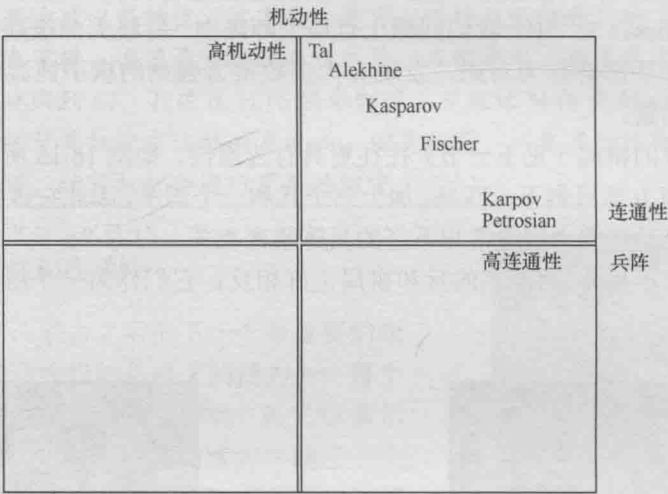 机动性
高机动性
Tal
Alekhine
Kasparov
Fischer
Karpov
Petrosian
连通性
高连通性
兵阵